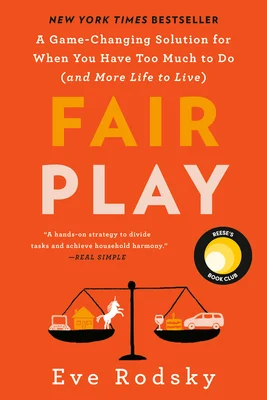 NEW YORK TIMES BESTSELLER
A Game-Changing Solution for
When You Have Too Much to Do
(and More Life to Live)
FAIR
PLAY
"A hands-on strategy to divide
tasks and achieve household harmony."
—REAL SIMPLE
REESE'S
BOOK CLUB
Eve Rodsky